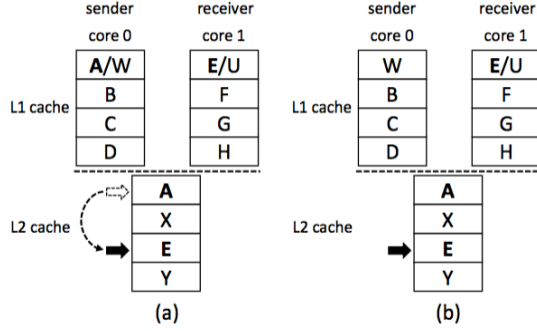 sender
core 0
receiver
core 1
L1 cache
A/W
B
C
D
E/U
F
G
H
L2 cache
A
X
E
Y
(a)
sender
core 0
receiver
core 1
L1 cache
W
B
C
D
E/U
F
G
H
L2 cache
A
X
E
Y
(b)